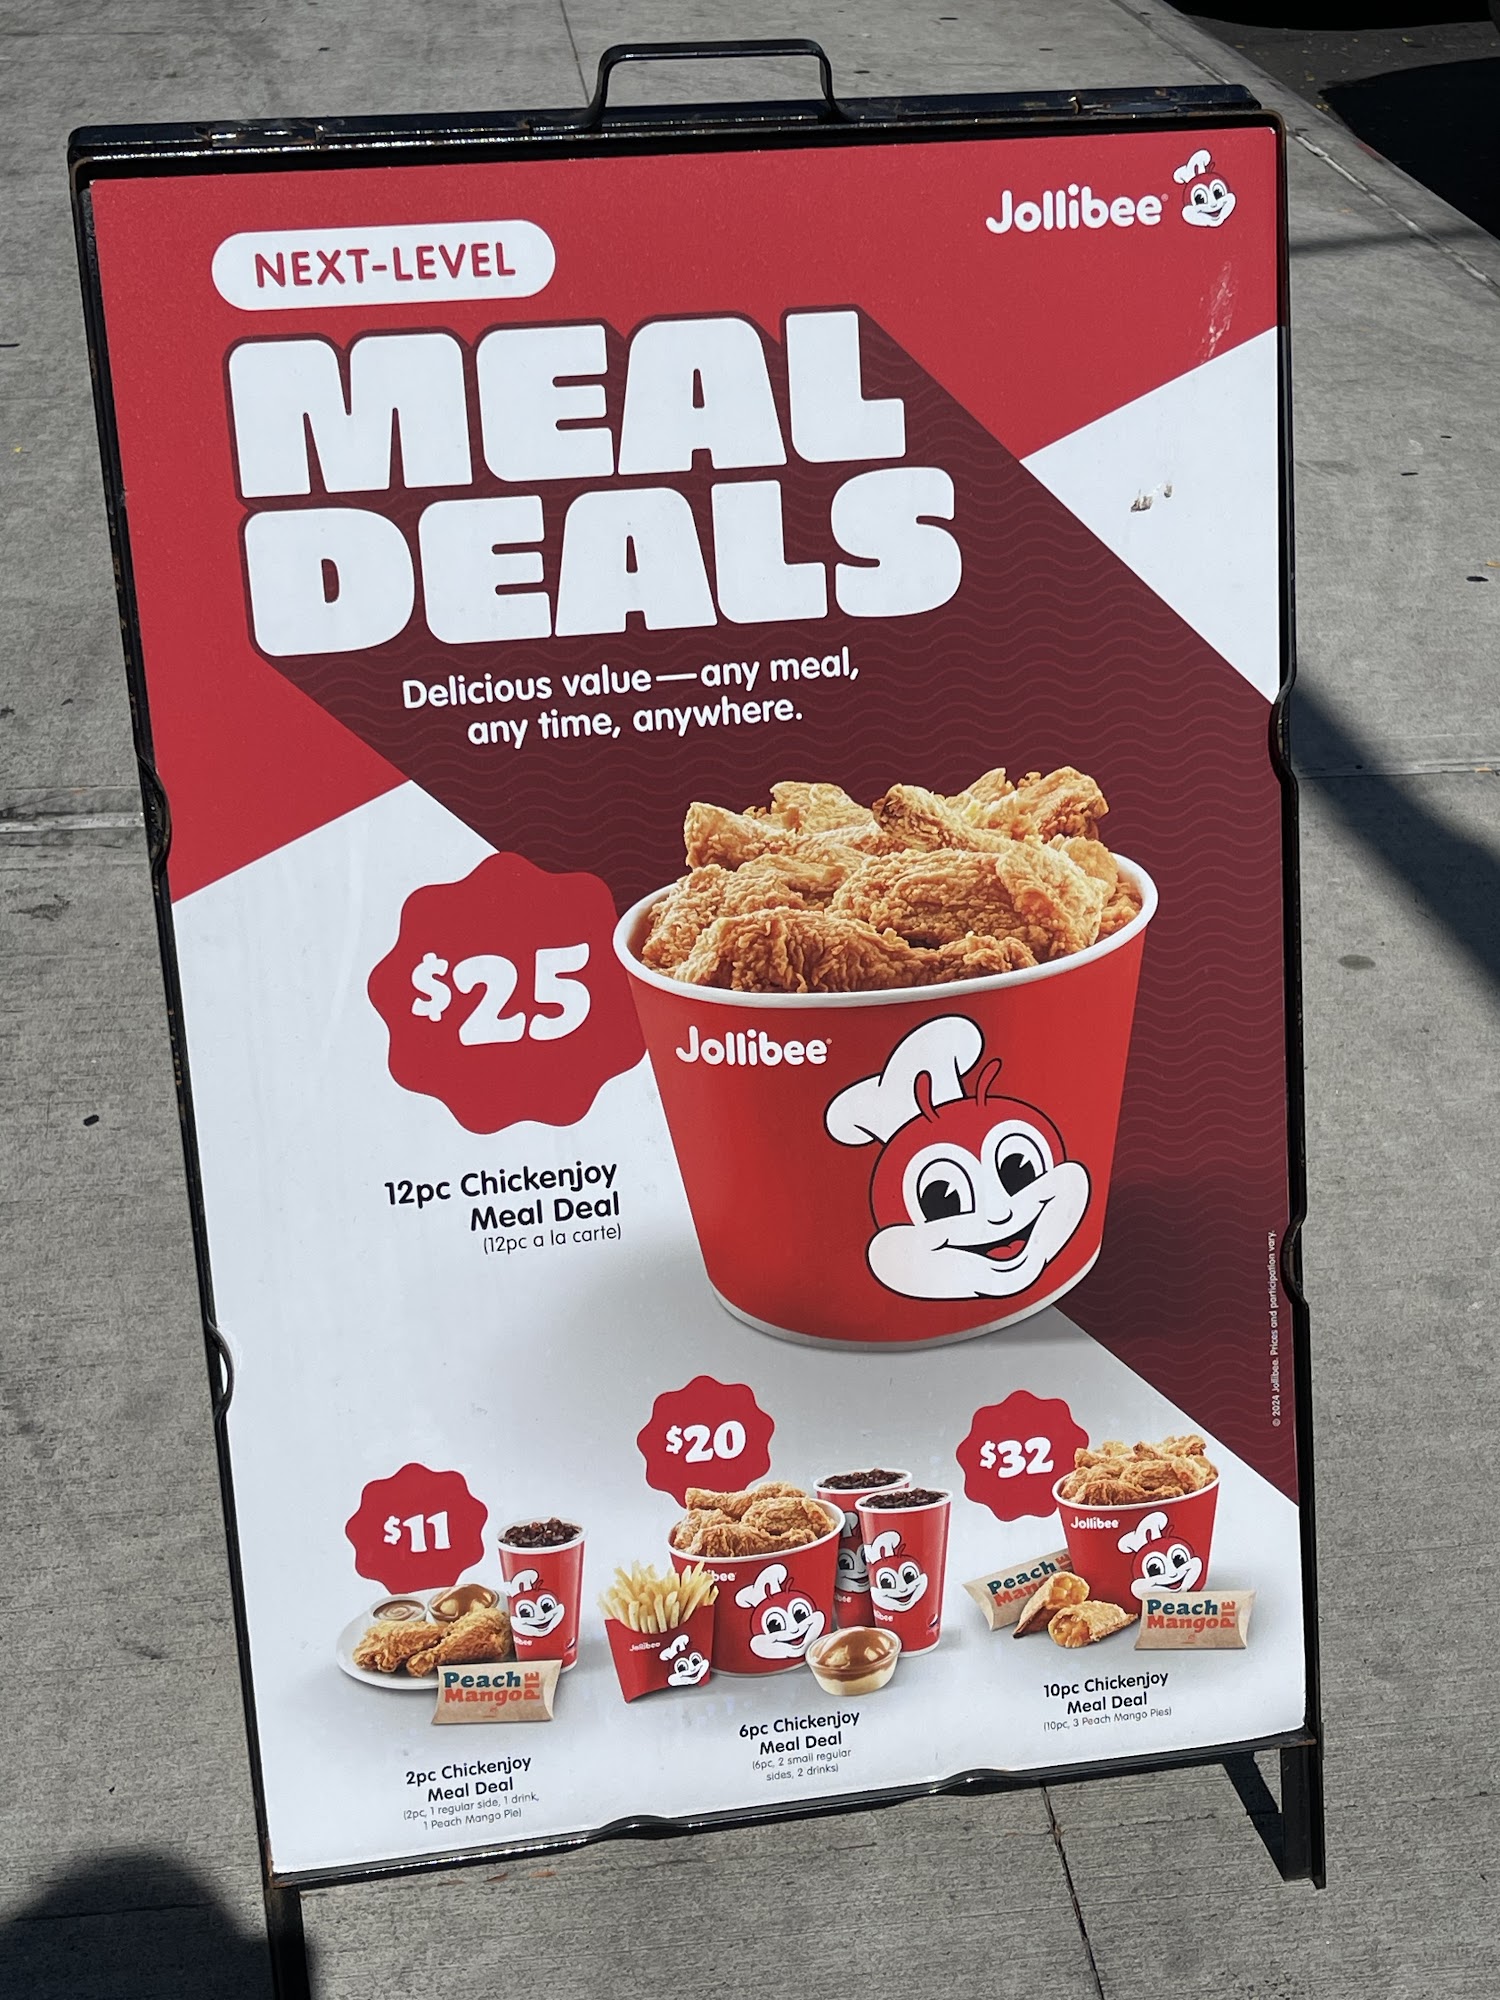 Jollibee
NEXT-LEVEL
MEAL
DEALS
Delicious value—any meal,
any time, anywhere.
$25
Jollibee
12pc Chickenjoy
Meal Deal
(12pc a la carte)
© 2024 Jollibee. Prices and participation vary.
$11
Peach
Mango PIE
2pc Chickenjoy
Meal Deal
(2pc, 1 regular side, 1 drink,
1 Peach Mango Pie)
$20
Jollibee
6pc Chickenjoy
Meal Deal
(6pc, 2 small regular
sides, 2 drinks)
$32
Jollibee
Peach
Peach
Mango PIE
10pc Chickenjoy
Meal Deal
(10pc, 3 Peach Mango Pies)